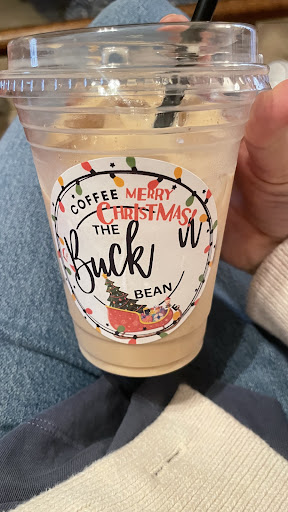 COFFEE MERRY
CHRISTMAS!
THE
Buck n
BEAN